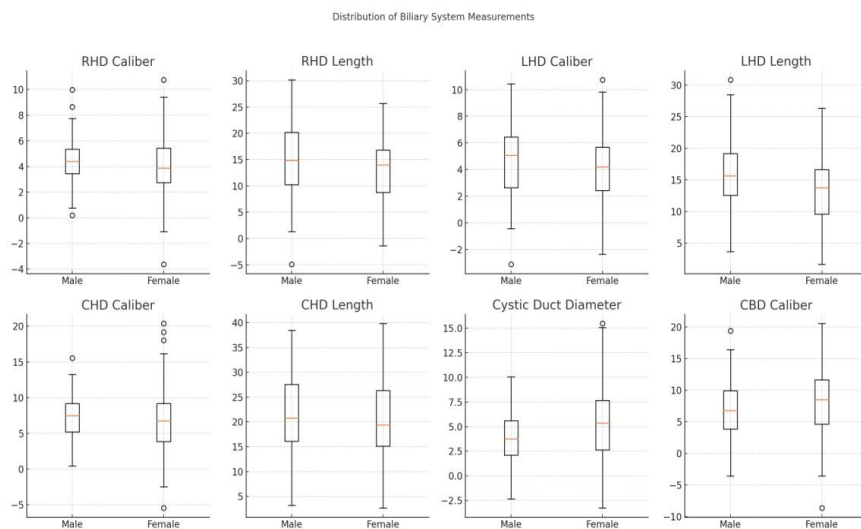 Distribution of Biliary System Measurements
RHD Caliber
10
8
6
4
2
0
−2
−4
Male
Female
RHD Length
30
25
20
15
10
5
0
−5
Male
Female
LHD Caliber
10
8
6
4
2
0
−2
Male
Female
LHD Length
30
25
20
15
10
5
Male
Female
CHD Caliber
20
15
10
5
0
−5
Male
Female
CHD Length
40
35
30
25
20
15
10
5
Male
Female
Cystic Duct Diameter
15.0
12.5
10.0
7.5
5.0
2.5
0.0
−2.5
Male
Female
CBD Caliber
20
15
10
5
0
−5
−10
Male
Female